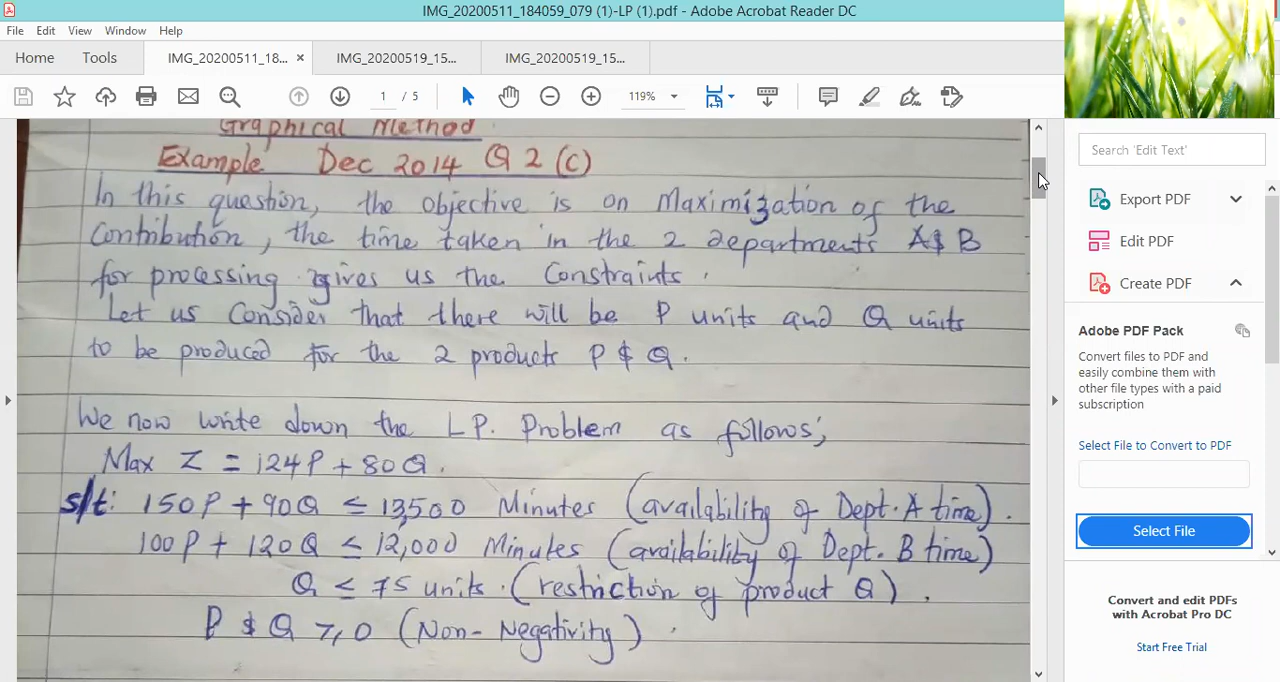 IMG_20200511_184059_079 (1)-LP (1).pdf - Adobe Acrobat Reader DC
File Edit View Window Help
Home Tools IMG_20200511_18... × IMG_20200519_15... IMG_20200519_15...
1 / 5 119%
Graphical Method
Example Dec 2014 Q 2 (c)
In this question, the objective is on Maximization of the
Contribution, the time taken in the 2 departments A & B
for processing gives us the Constraints.
Let us Consider that there will be P units and Q units
to be produced for the 2 products P & Q.
We now write down the LP. Problem as follows;
Max Z = 124P + 80Q.
s/t: 150P + 90Q ≤ 13,500 Minutes (availability of Dept. A time).
100P + 120Q ≤ 12,000 Minutes (availability of Dept. B time)
Q ≤ 75 units. (restriction of product Q).
P & Q ≥ 0 (Non-Negativity).
Search 'Edit Text'
Export PDF
Edit PDF
Create PDF
Adobe PDF Pack
Convert files to PDF and
easily combine them with
other file types with a paid
subscription
Select File to Convert to PDF
Select File
Convert and edit PDFs
with Acrobat Pro DC
Start Free Trial